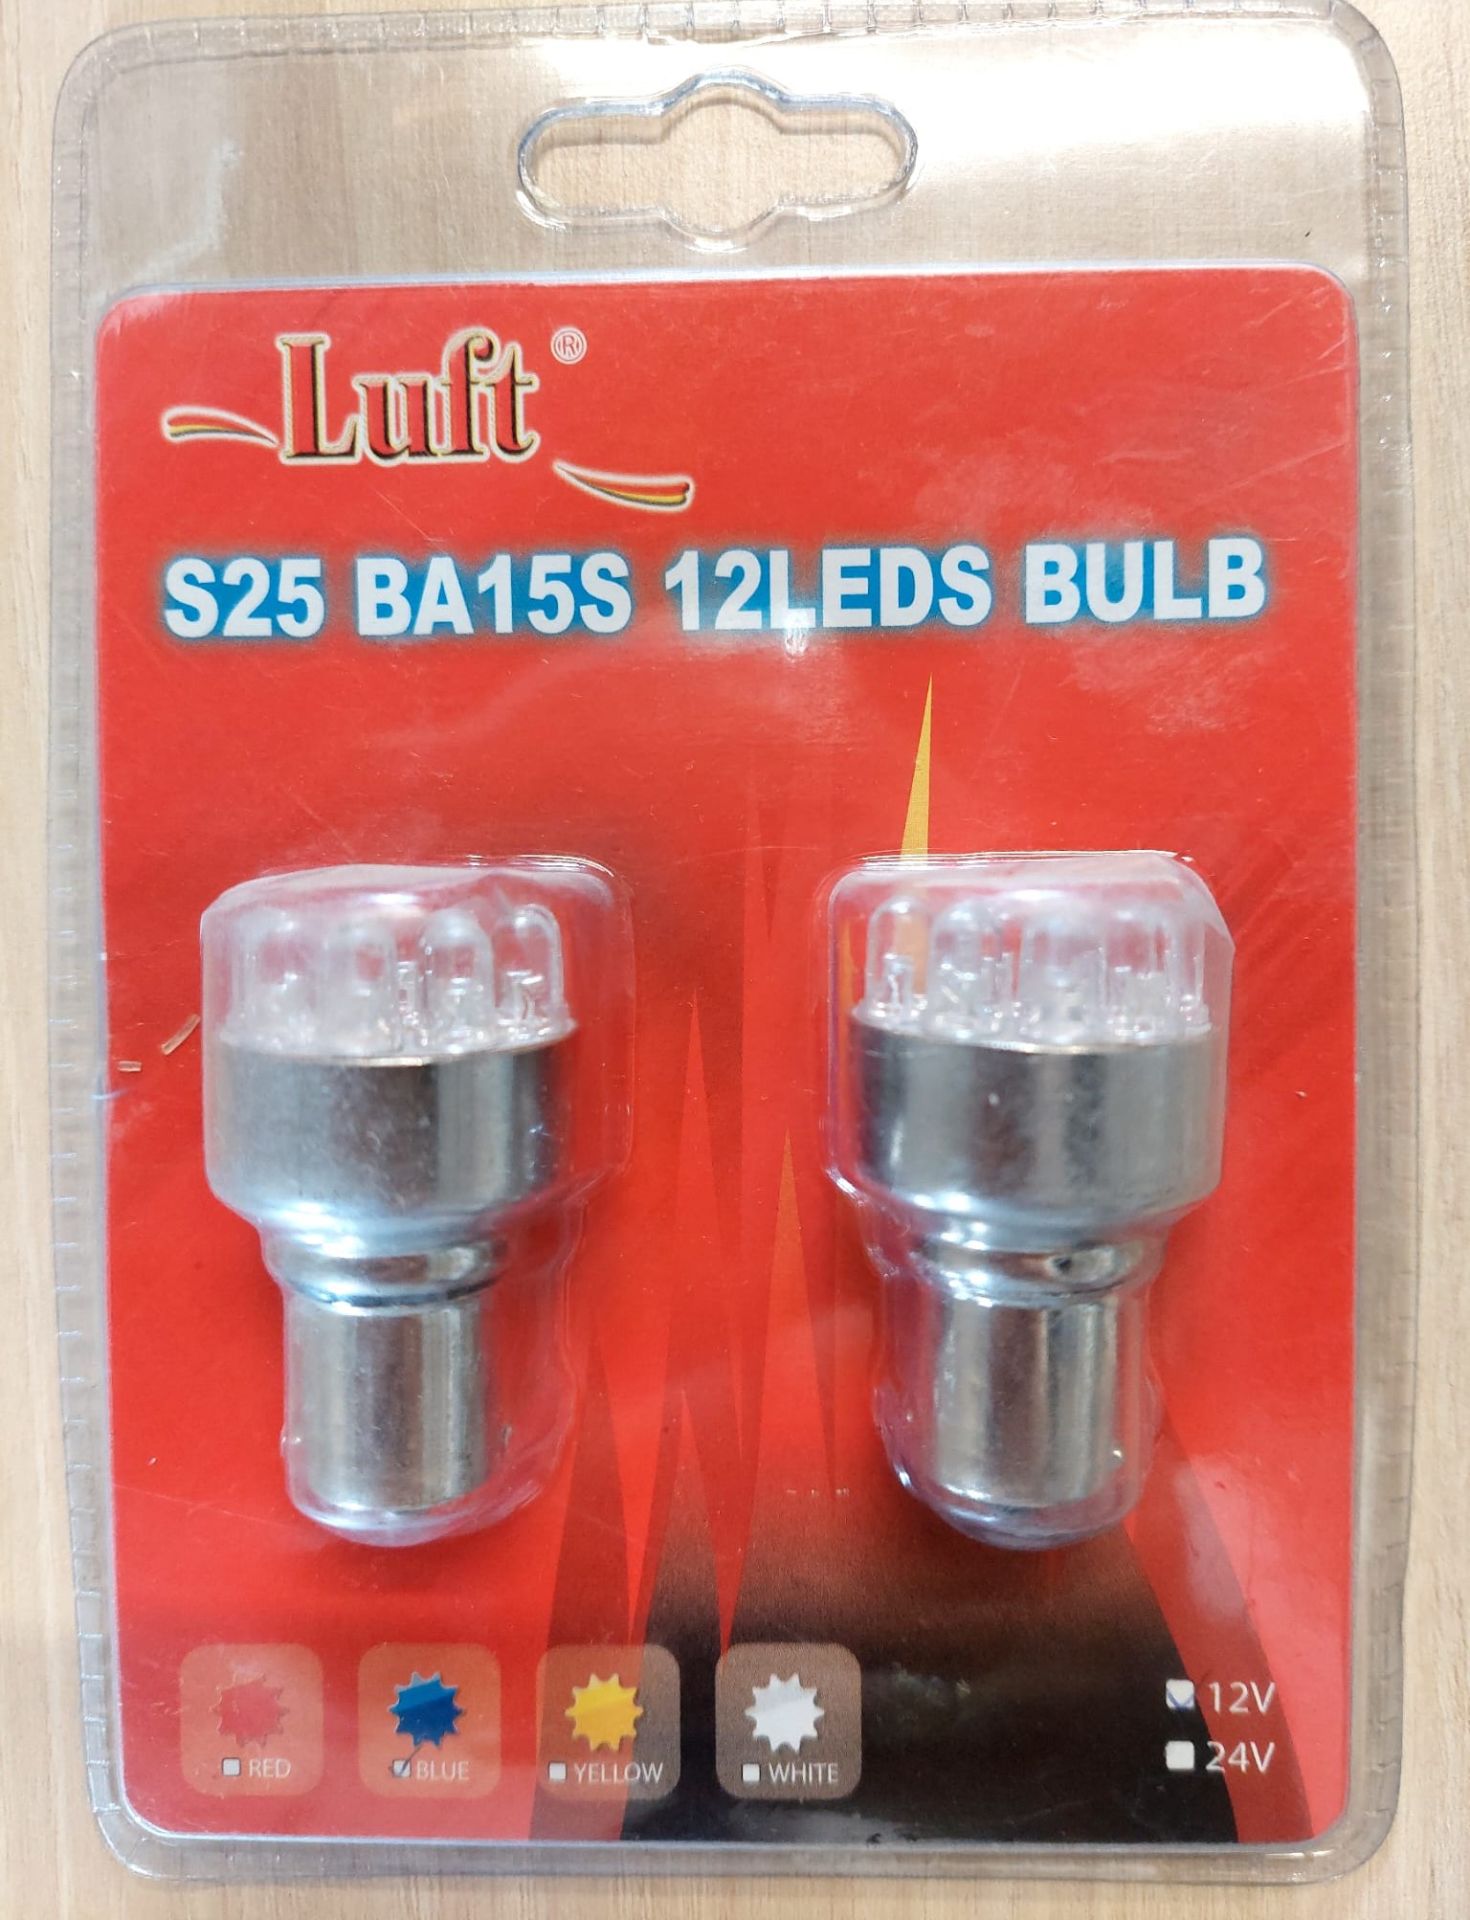 Luft ®
S25 BA15S 12LEDS BULB
RED
BLUE
YELLOW
WHITE
12V
24V